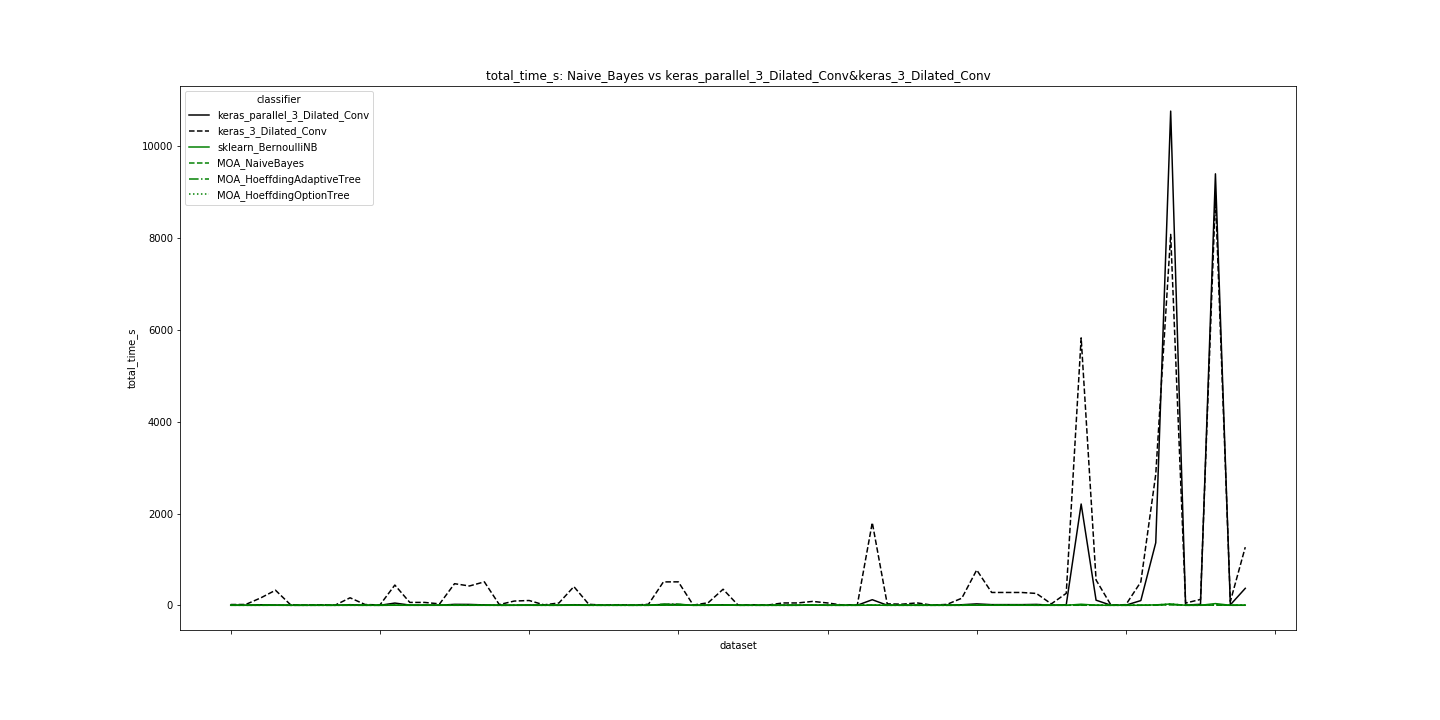 total_time_s: Naive_Bayes vs keras_parallel_3_Dilated_Conv&keras_3_Dilated_Conv
classifier
keras_parallel_3_Dilated_Conv
keras_3_Dilated_Conv
sklearn_BernoulliNB
MOA_NaiveBayes
MOA_HoeffdingAdaptiveTree
MOA_HoeffdingOptionTree
10000
8000
6000
4000
2000
0
total_time_s
dataset